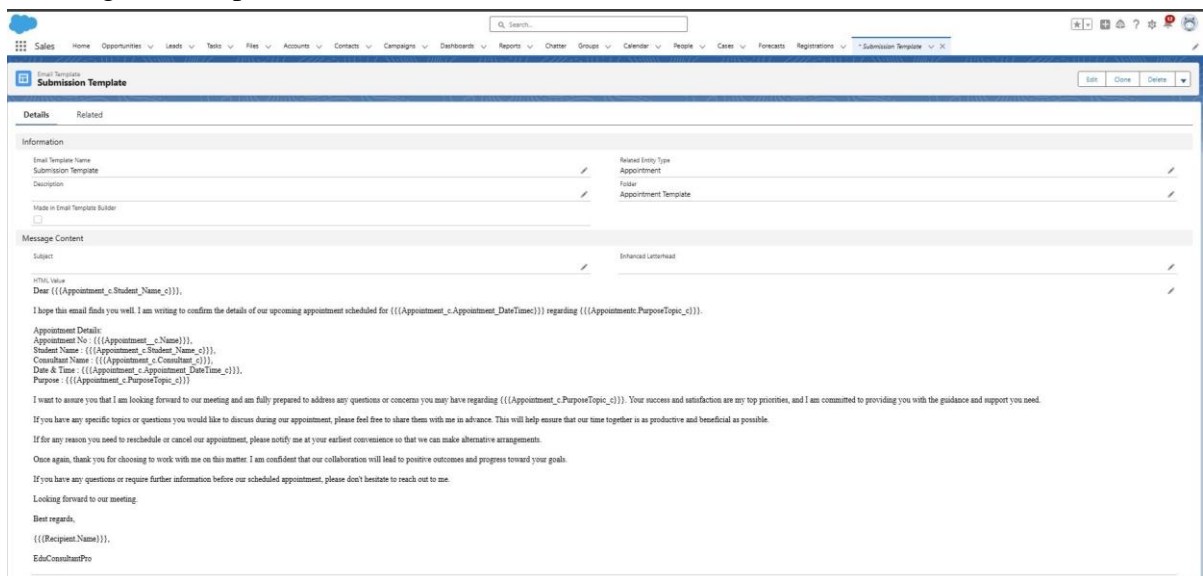 Search...
Sales Home Opportunities Leads Tasks Files Accounts Contacts Campaigns Dashboards Reports Chatter Groups Calendar People Cases Forecasts Registrations * Submission Template
Email Template
Submission Template
Edit Clone Delete
Details Related
Information
Email Template Name
Submission Template
Related Entity Type
Appointment
Description
Folder
Appointment Template
Made in Email Template Builder
Message Content
Subject
Enhanced Letterhead
HTML Value
Dear {{{Appointment_c.Student_Name_c}}},
I hope this email finds you well. I am writing to confirm the details of our upcoming appointment scheduled for {{{Appointment_c.Appointment_DateTimec}}} regarding {{{Appointmentc.PurposeTopic_c}}}.
Appointment Details:
Appointment No : {{{Appointment__c.Name}}},
Student Name : {{{Appointment_c.Student_Name_c}}},
Consultant Name : {{{Appointment_c.Consultant_c}}},
Date & Time : {{{Appointment_c.Appointment_DateTime_c}}},
Purpose : {{{Appointment_c.PurposeTopic_c}}}
I want to assure you that I am looking forward to our meeting and am fully prepared to address any questions or concerns you may have regarding {{{Appointment_c.PurposeTopic_c}}}. Your success and satisfaction are my top priorities, and I am committed to providing you with the guidance and support you need.
If you have any specific topics or questions you would like to discuss during our appointment, please feel free to share them with me in advance. This will help ensure that our time together is as productive and beneficial as possible.
If for any reason you need to reschedule or cancel our appointment, please notify me at your earliest convenience so that we can make alternative arrangements.
Once again, thank you for choosing to work with me on this matter. I am confident that our collaboration will lead to positive outcomes and progress toward your goals.
If you have any questions or require further information before our scheduled appointment, please don't hesitate to reach out to me.
Looking forward to our meeting.
Best regards,
{{{Recipient.Name}}},
EduConsultantPro